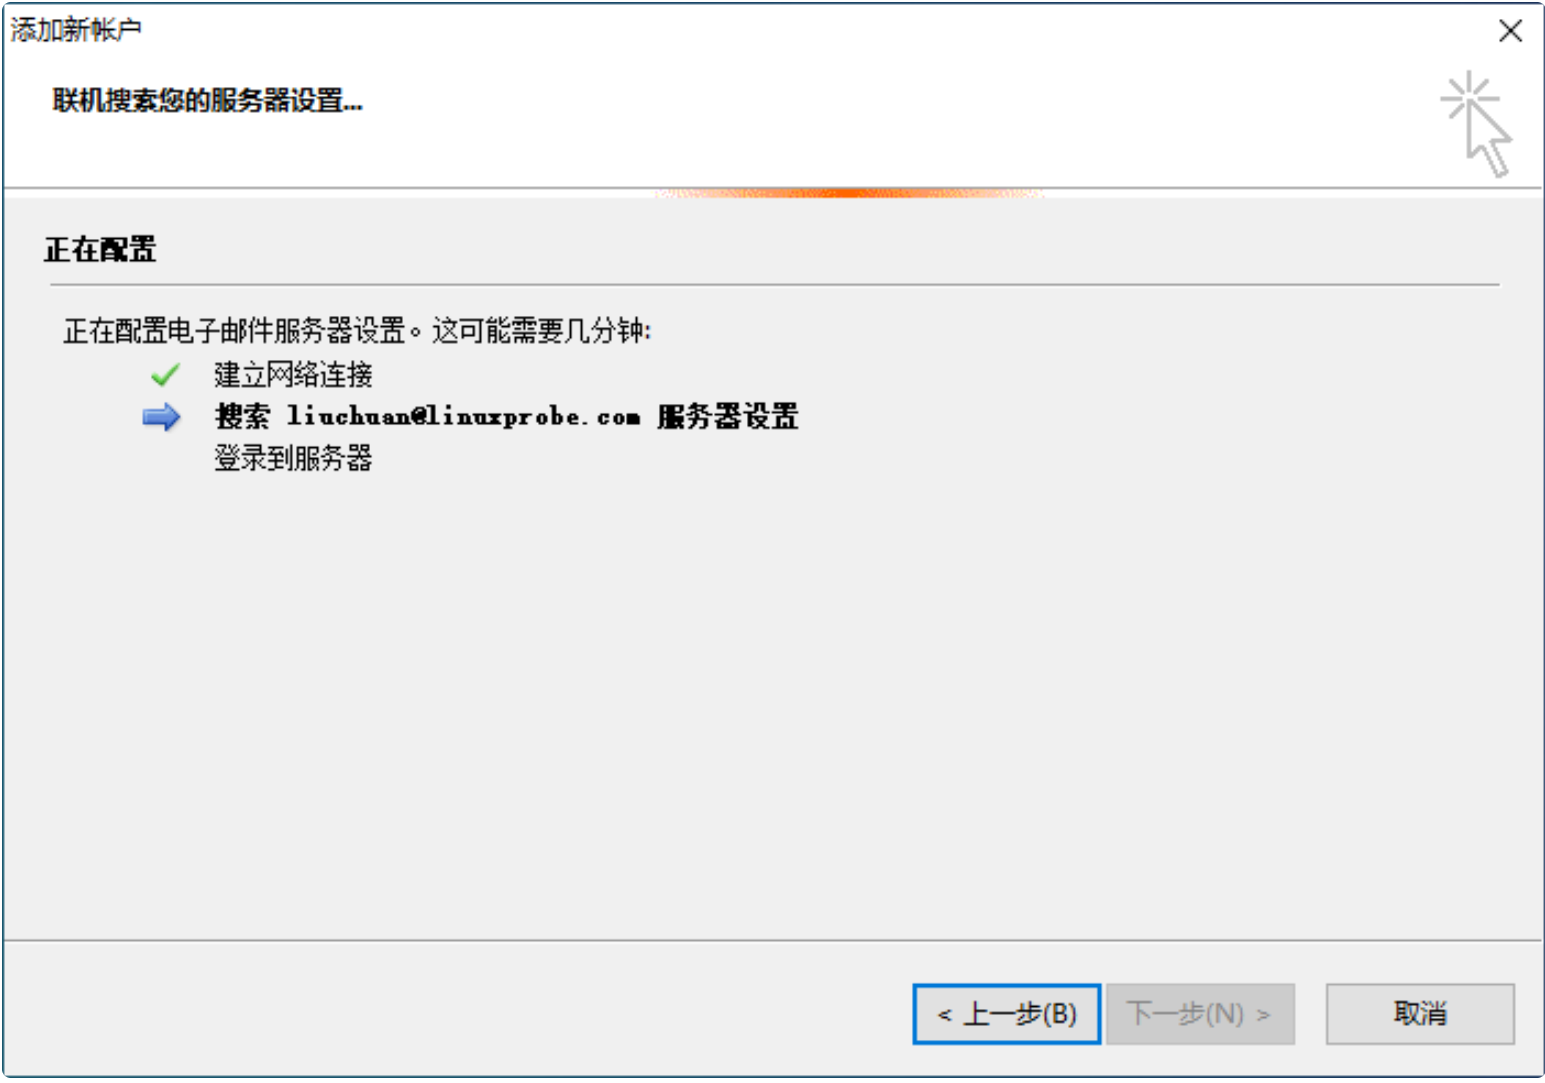 添加新帐户
联机搜索您的服务器设置...
正在配置
正在配置电子邮件服务器设置。这可能需要几分钟:
建立网络连接
搜索 liuchuan@linuxprobe.com 服务器设置
登录到服务器
< 上一步(B)
下一步(N) >
取消